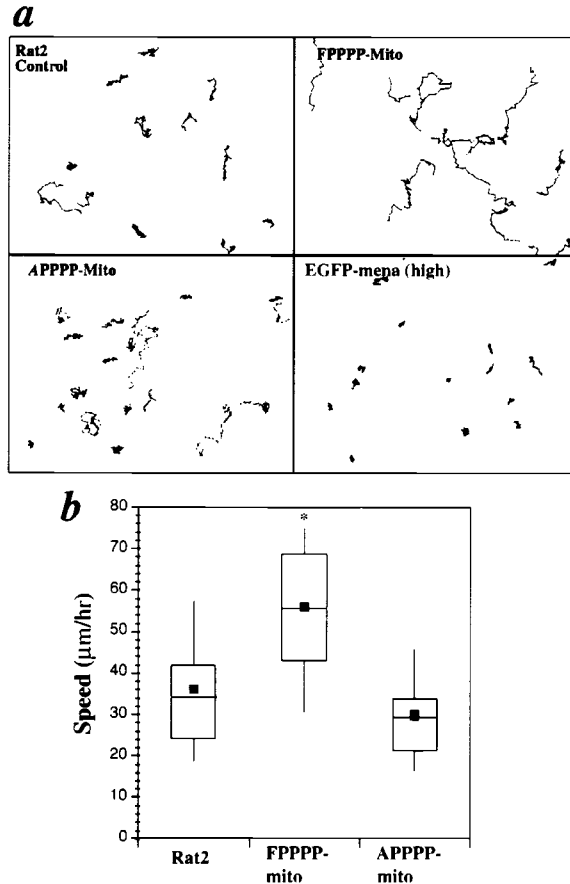 a
Rat2
Control
FPPPP-Mito
APPPP-Mito
EGFP-mena (high)
b
80
70
60
50
40
30
20
10
0
Speed (μm/hr)
*
Rat2
FPPPP-
mito
APPPP-
mito